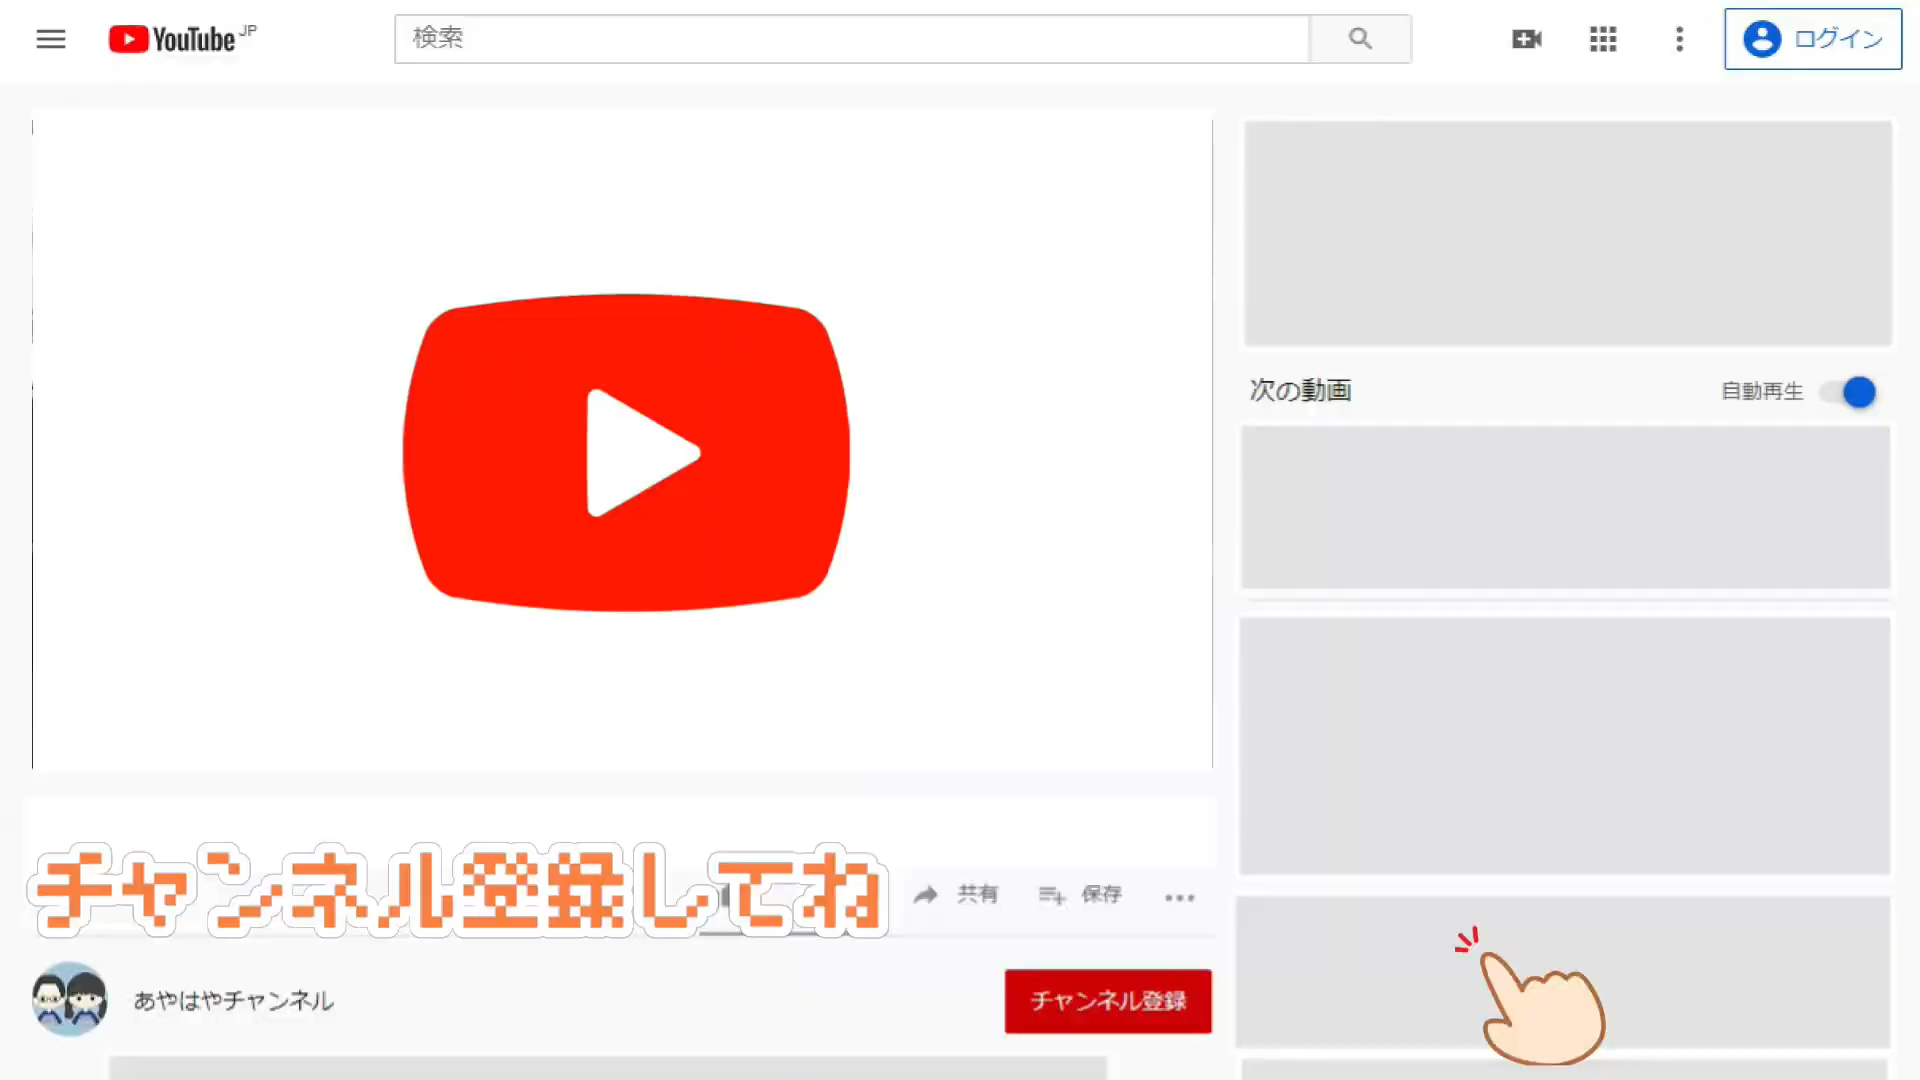 YouTube JP
検索
ログイン
次の動画
自動再生
チャンネル登録してね
共有
保存
あやはやチャンネル
チャンネル登録